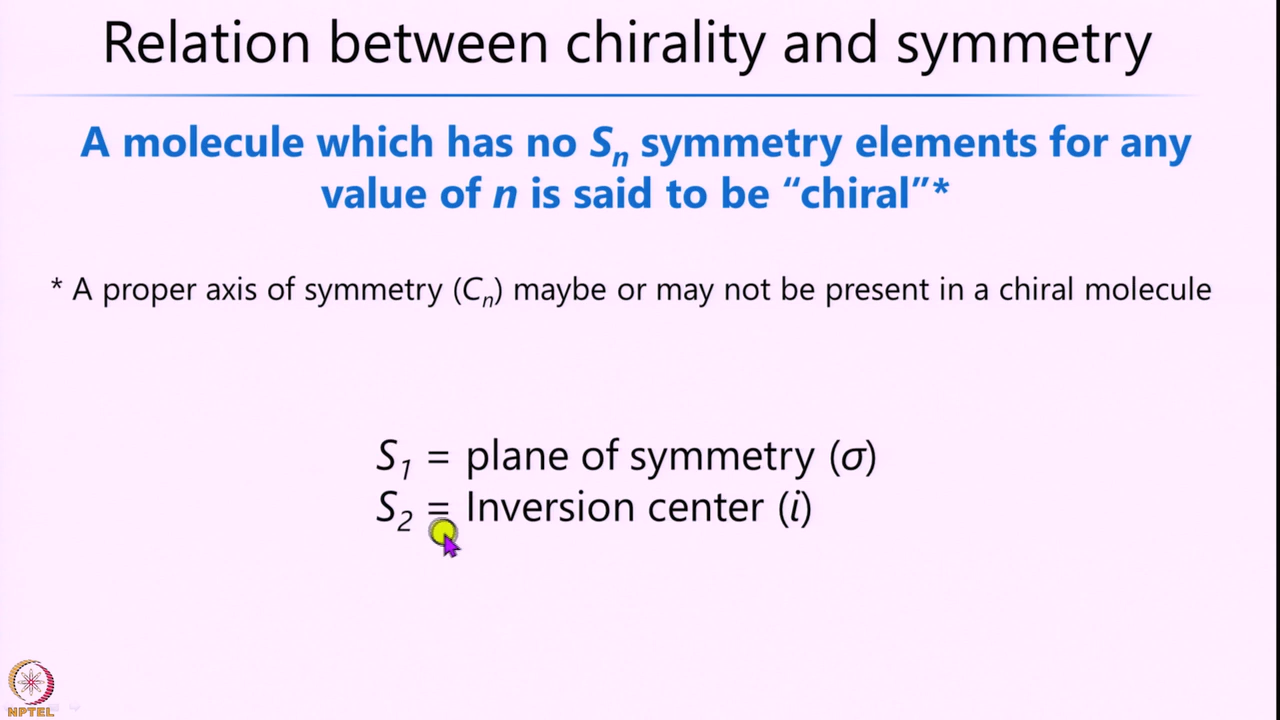 Relation between chirality and symmetry
A molecule which has no Sn symmetry elements for any
value of n is said to be “chiral”*
* A proper axis of symmetry (Cn) maybe or may not be present in a chiral molecule
S1 = plane of symmetry (σ)
S2 = Inversion center (i)
NPTEL